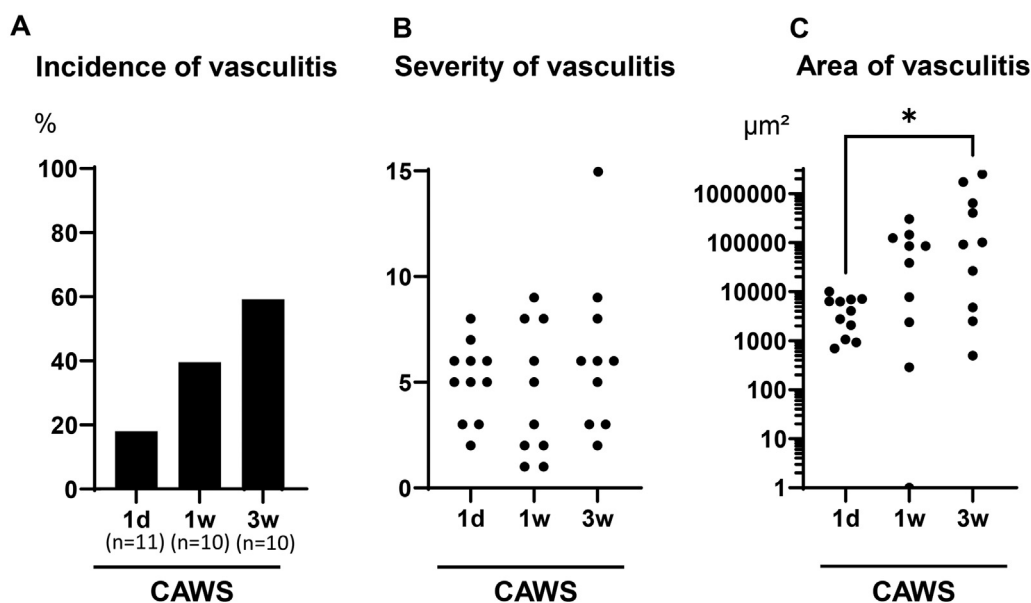 A
Incidence of vasculitis
%
100
80
60
40
20
0
1d 1w 3w
(n=11) (n=10) (n=10)
CAWS
B
Severity of vasculitis
15
10
5
0
1d 1w 3w
CAWS
C
Area of vasculitis
µm²
*
1000000
100000
10000
1000
100
10
1
1d 1w 3w
CAWS